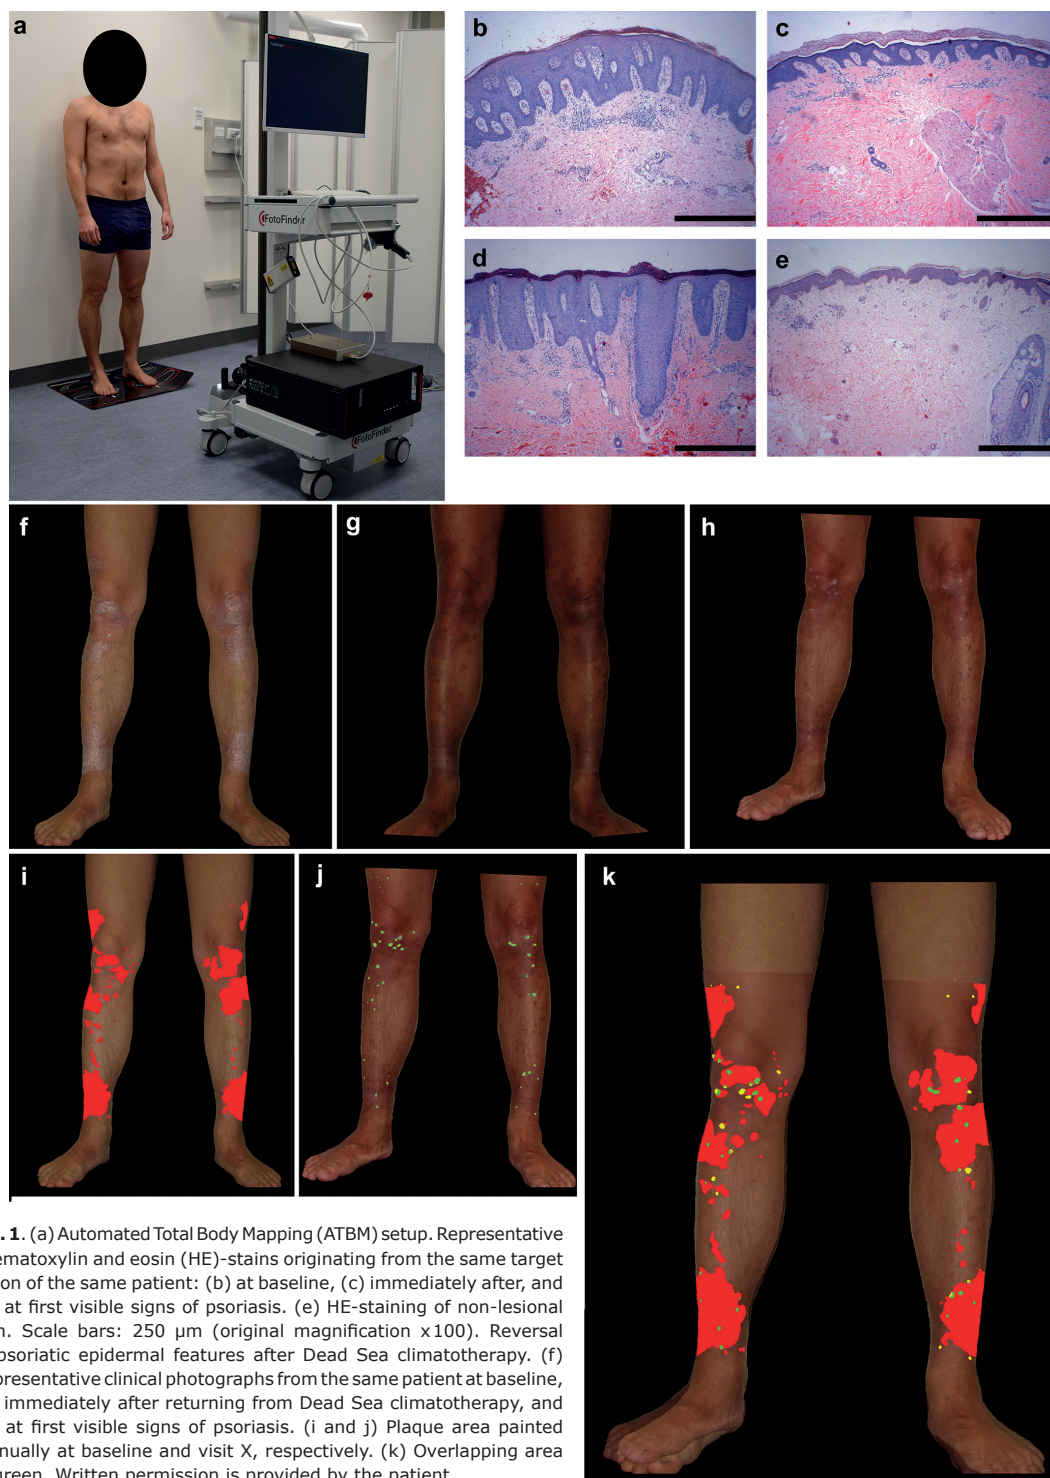 a
b
c
FotoFinder
d
e
FotoFinder
f
g
h
i
j
k
.1. (a) Automated Total Body Mapping (ATBM) setup. Representative
ematoxylin and eosin (HE)-stains originating from the same target
ion of the same patient: (b) at baseline, (c) immediately after, and
at first visible signs of psoriasis. (e) HE-staining of non-lesional
n. Scale bars: 250 µm (original magnification x100). Reversal
psoriatic epidermal features after Dead Sea climatotherapy. (f)
presentative clinical photographs from the same patient at baseline,
immediately after returning from Dead Sea climatotherapy, and
at first visible signs of psoriasis. (i and j) Plaque area painted
nually at baseline and visit X, respectively. (k) Overlapping area
green. Written permission is provided by the patient.